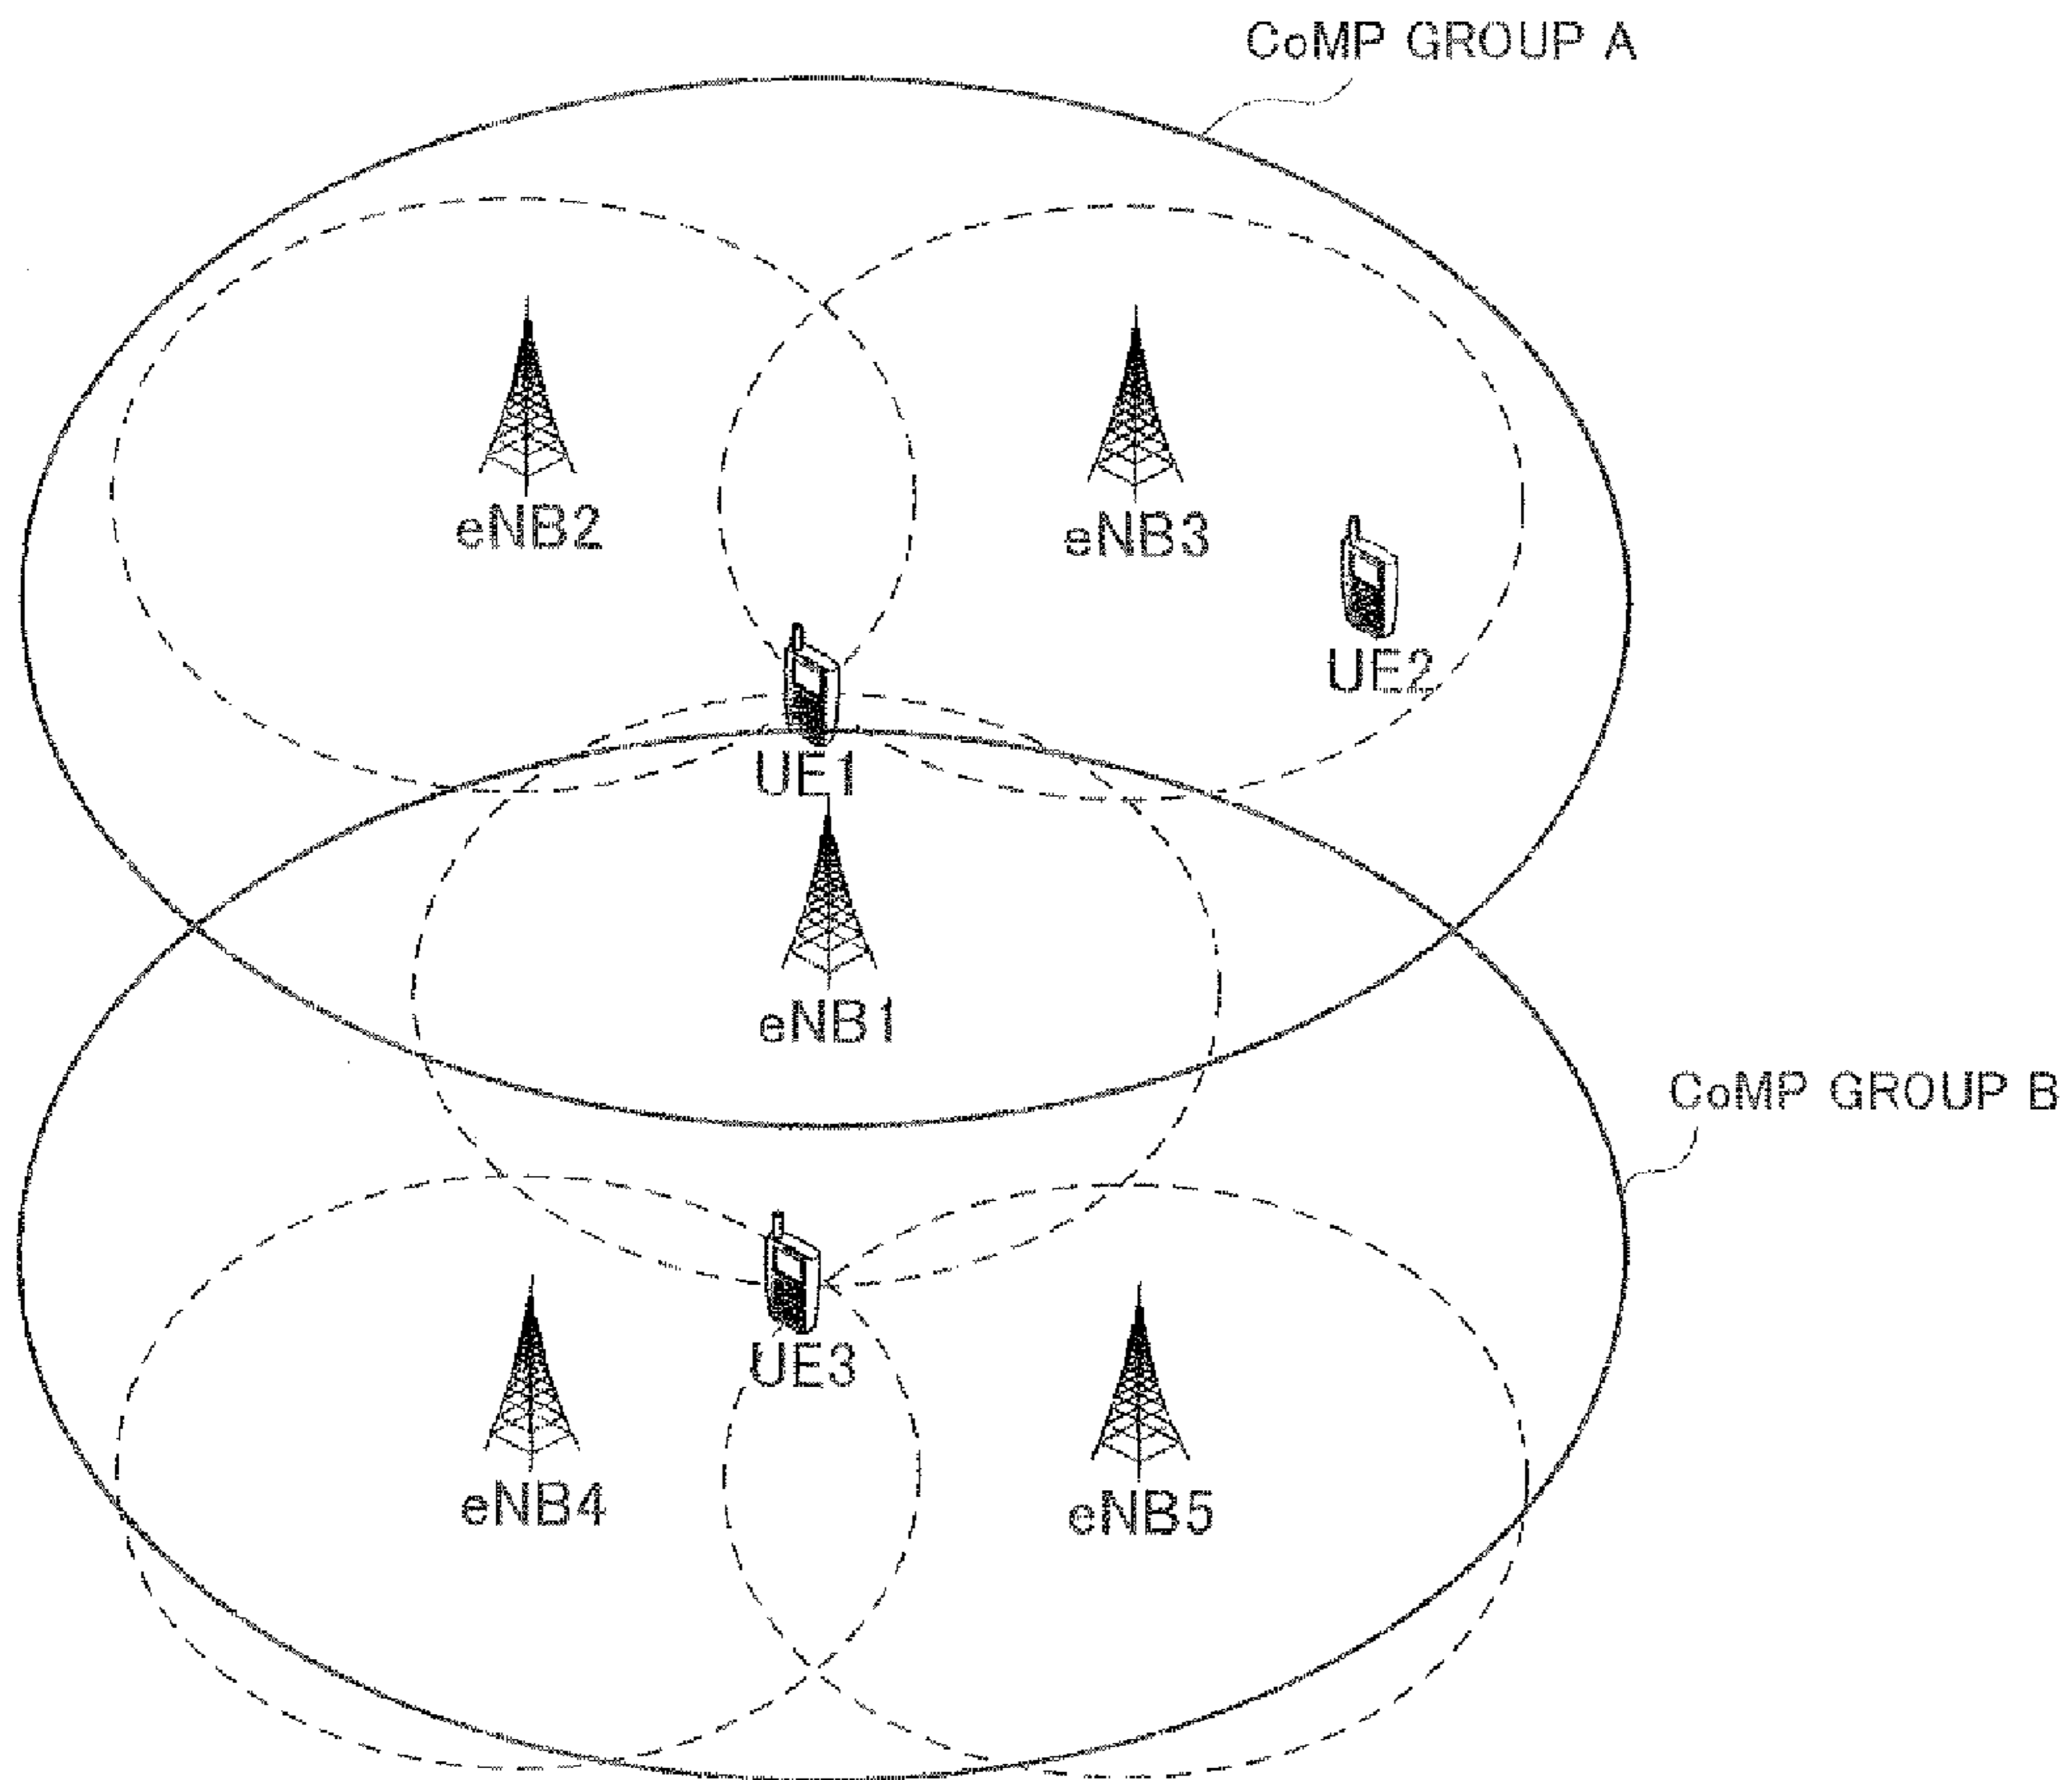 CoMP GROUP A
eNB2
eNB3
UE2
UE1
eNB1
CoMP GROUP B
UE3
eNB4
eNB5